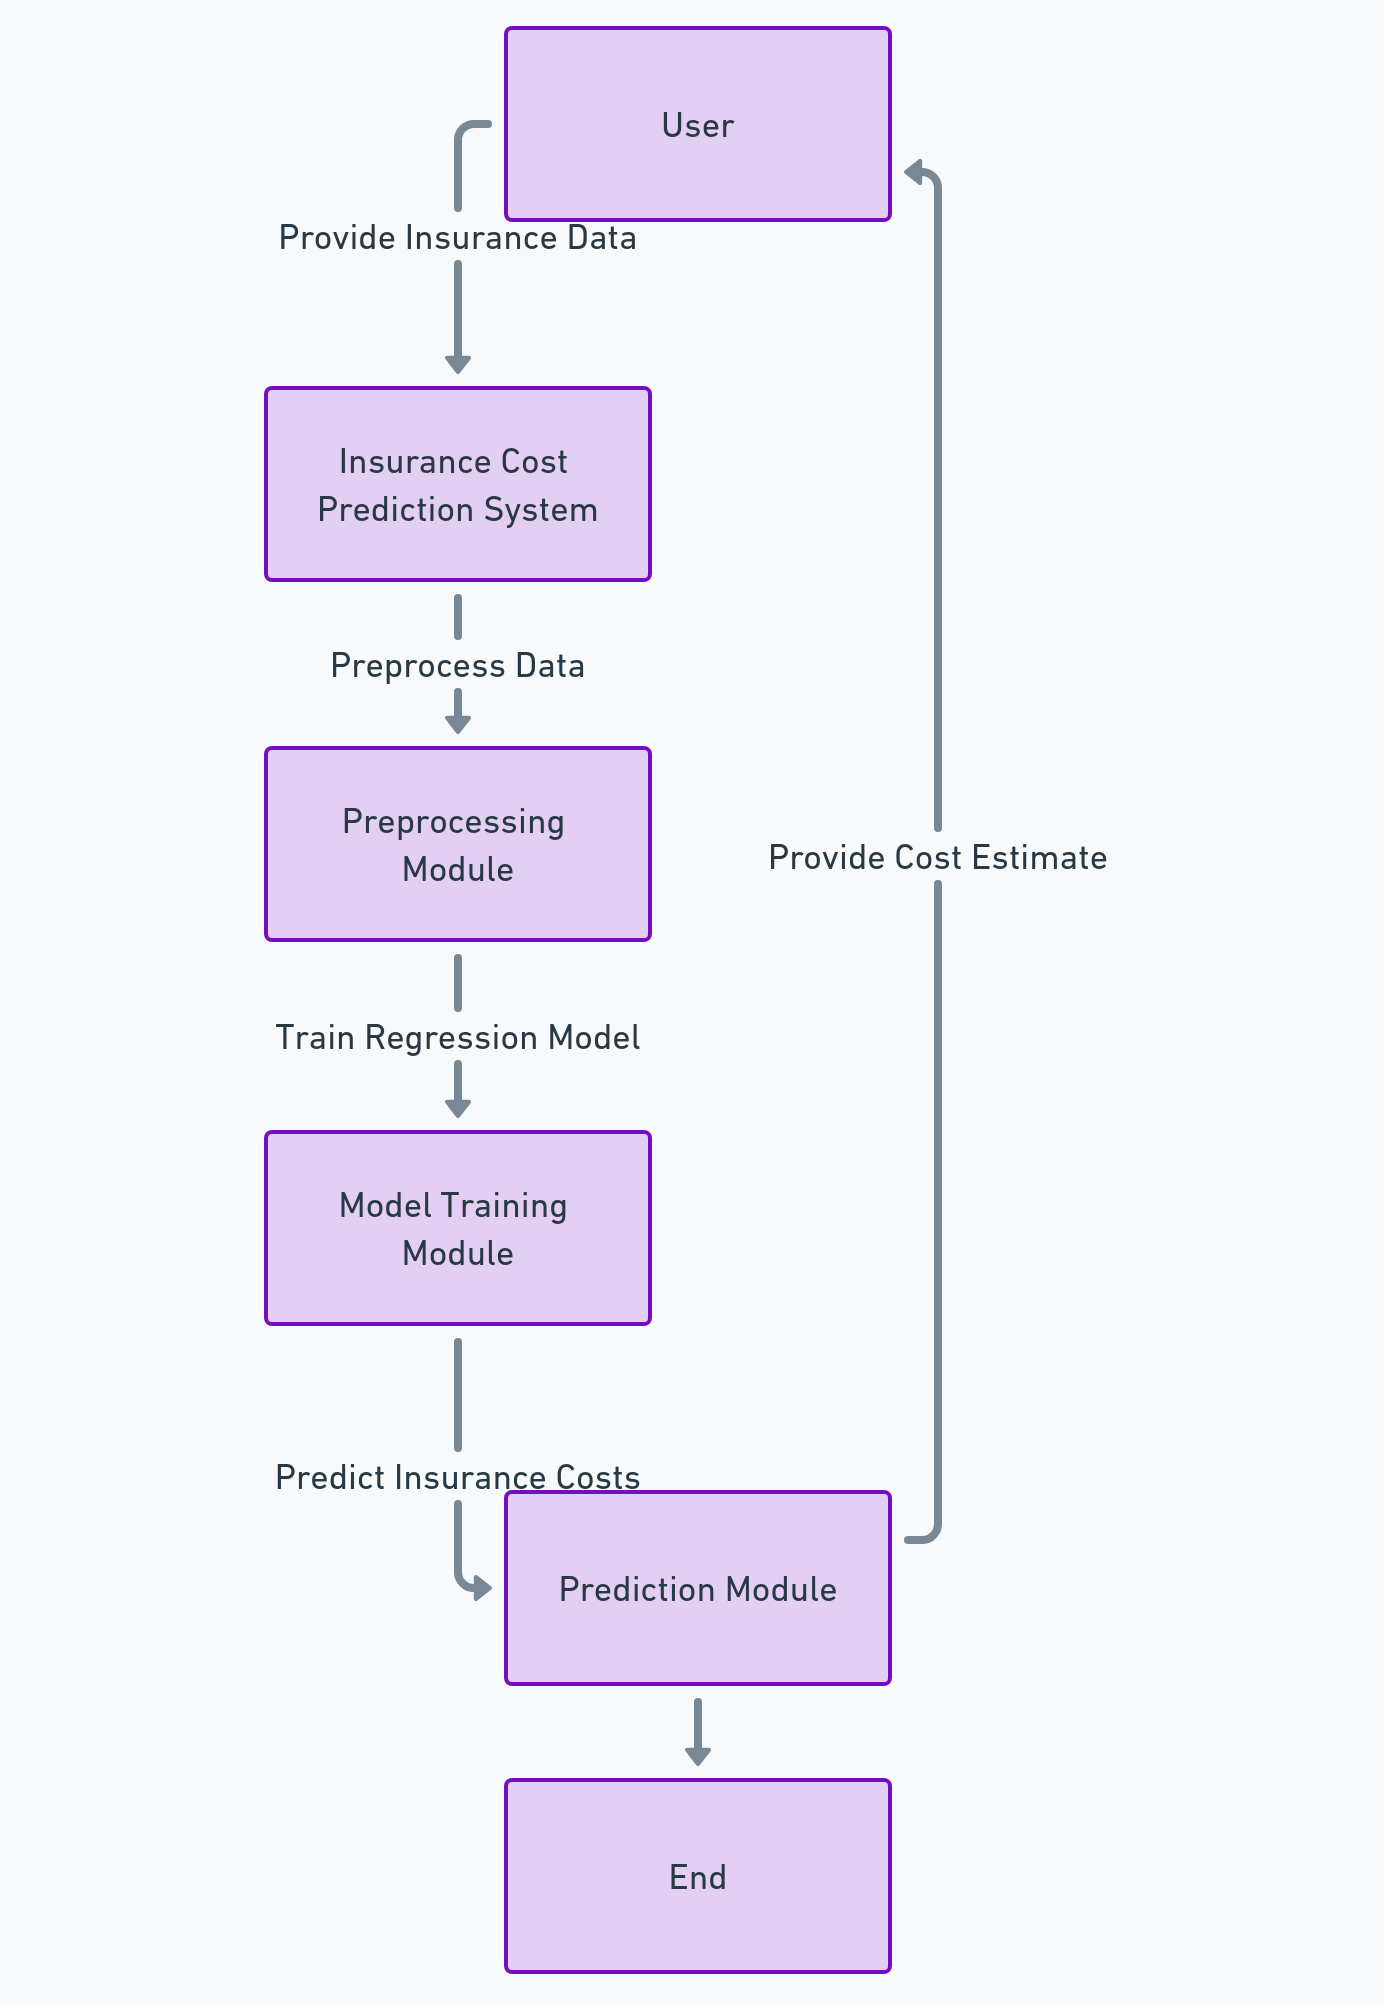 User
Provide Insurance Data
Insurance Cost
Prediction System
Preprocess Data
Preprocessing
Module
Provide Cost Estimate
Train Regression Model
Model Training
Module
Predict Insurance Costs
Prediction Module
End